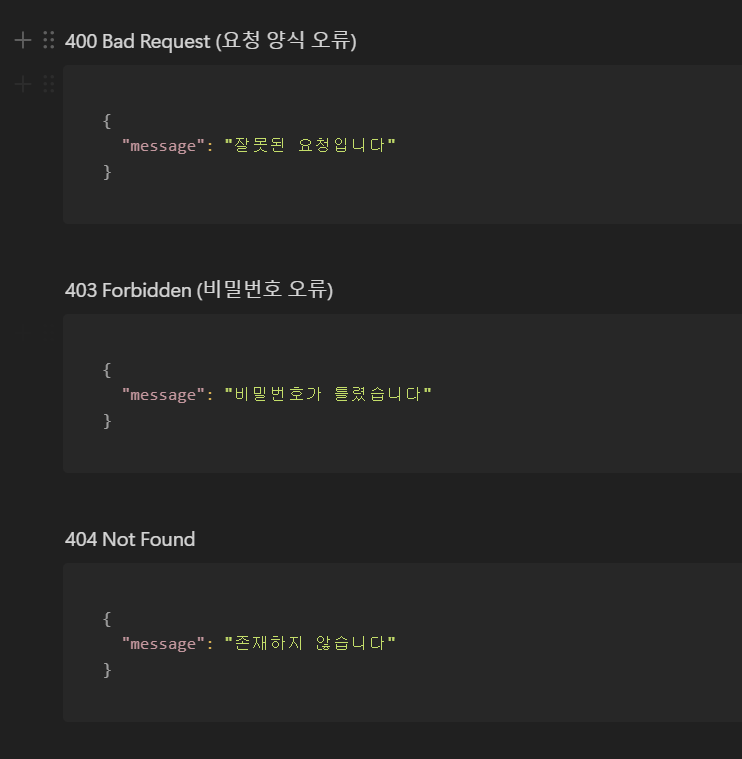 400 Bad Request (요청 양식 오류)
{
"message": "잘못된 요청입니다"
}
403 Forbidden (비밀번호 오류)
{
"message": "비밀번호가 틀렸습니다"
}
404 Not Found
{
"message": "존재하지 않습니다"
}